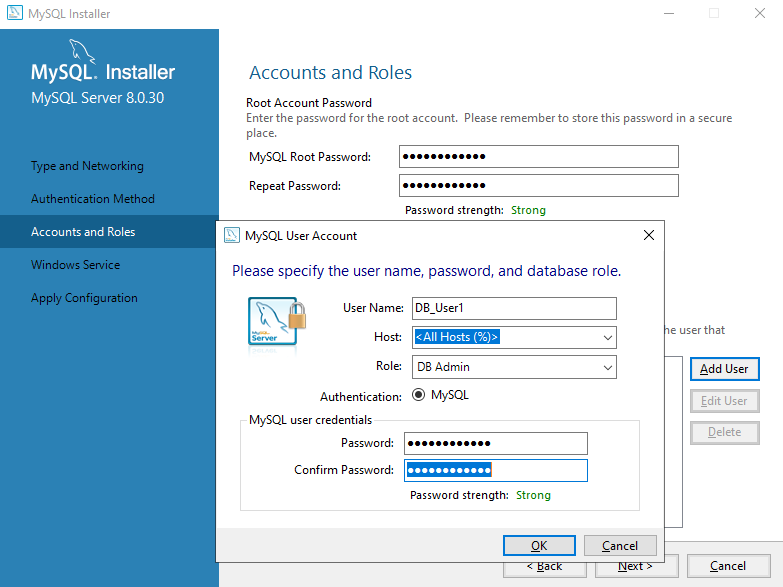 MySQL Installer
MySQL. Installer
MySQL Server 8.0.30
Type and Networking
Authentication Method
Accounts and Roles
Windows Service
Apply Configuration
Accounts and Roles
Root Account Password
Enter the password for the root account. Please remember to store this password in a secure
place.
MySQL Root Password: ●●●●●●●●●●●●
Repeat Password: ●●●●●●●●●●●●
Password strength: Strong
he user that
Add User
Edit User
Delete
MySQL User Account
Please specify the user name, password, and database role.
MySQL
Server
User Name: DB_User1
Host: <All Hosts (%)>
Role: DB Admin
Authentication: MySQL
MySQL user credentials
Password: ●●●●●●●●●●●●
Confirm Password: ●●●●●●●●●●●●
Password strength: Strong
OK
Cancel
< Back
Next >
Cancel